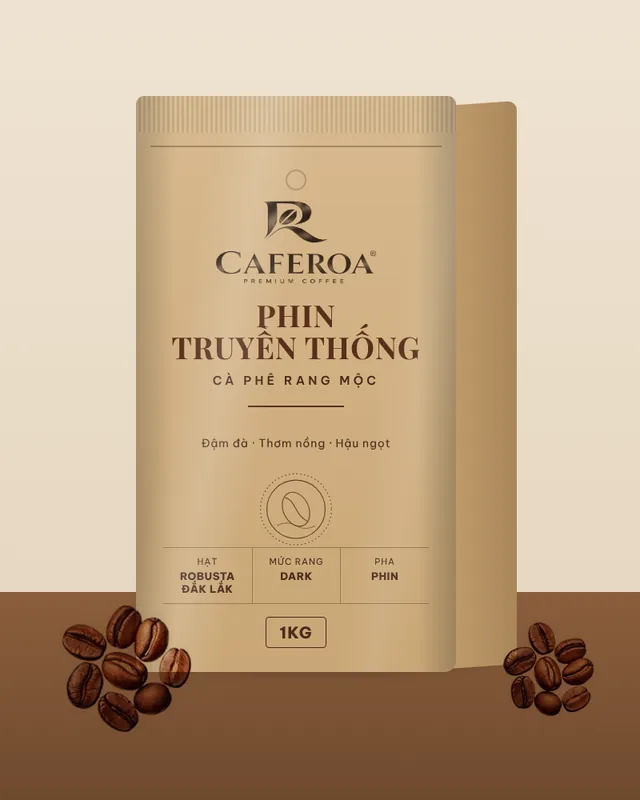 R
CAFEROA®
PREMIUM COFFEE
PHIN
TRUYỀN THỐNG
CÀ PHÊ RANG MỘC
Đậm đà · Thơm nồng · Hậu ngọt
HẠT
ROBUSTA
ĐẮK LẮK
MỨC RANG
DARK
PHA
PHIN
1KG